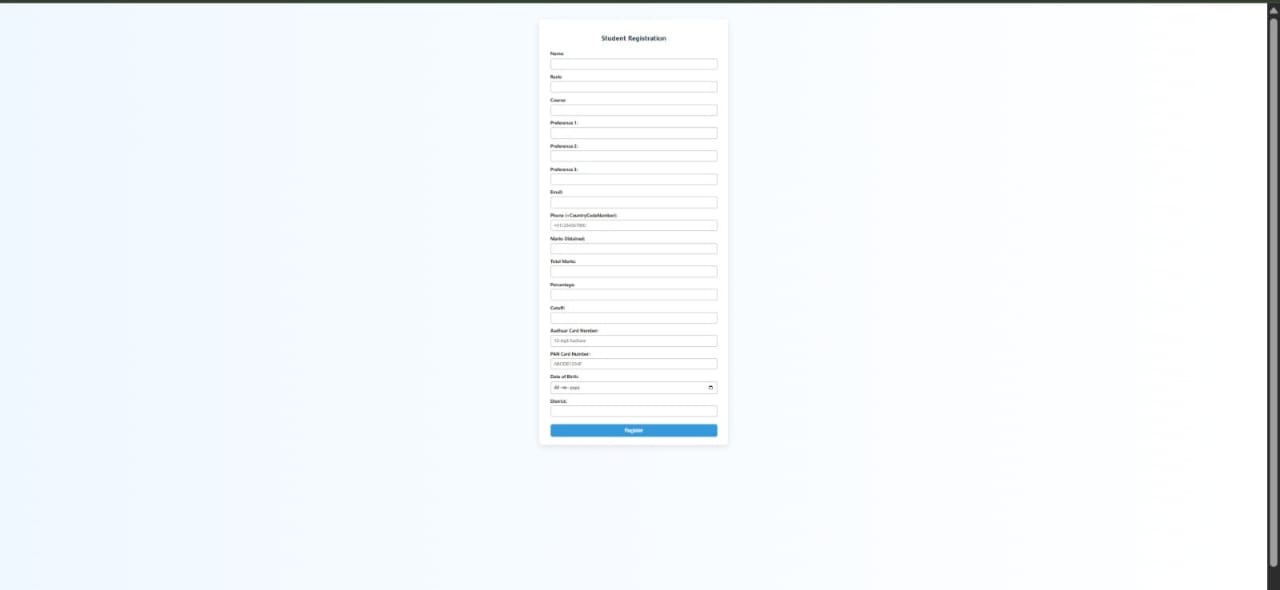 Student Registration
Name:
Rank:
Course:
Preference 1:
Preference 2:
Preference 3:
Email:
Phone (+CountryCodeNumber):
+911234567890
Marks Obtained:
Total Marks:
Percentage:
Cutoff:
Aadhaar Card Number:
12-digit Aadhaar
PAN Card Number:
ABCDE1234F
Date of Birth:
dd-mm-yyyy
District:
Register